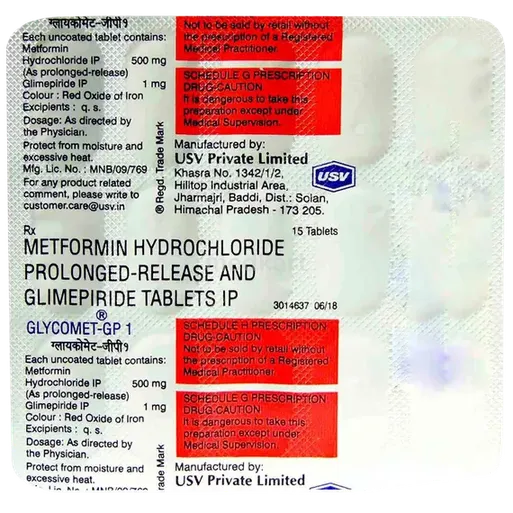 ग्लायकोमेट-जीपी१
Each uncoated tablet contains:
Metformin
Hydrochloride IP 500 mg
(As prolonged-release)
Glimepiride IP 1 mg
Colour : Red Oxide of Iron
Excipients : q. s.
Dosage: As directed by
the Physician.
Protect from moisture and
excessive heat.
Mfg. Lic. No. : MNB/09/769
For any product related
comment, please write to
customer.care@usv.in
® Regd. Trade Mark
Not to be sold by retail without
the prescription of a Registered
Medical Practitioner.
SCHEDULE G PRESCRIPTION
DRUG-CAUTION
It is dangerous to take this
preparation except under
Medical Supervision.
Manufactured by:
USV Private Limited
Khasra No. 1342/1/2,
Hilltop Industrial Area,
Jharmajri, Baddi, Dist.: Solan,
Himachal Pradesh - 173 205.
USV
Rx
15 Tablets
METFORMIN HYDROCHLORIDE
PROLONGED-RELEASE AND
GLIMEPIRIDE TABLETS IP
3014637 06/18
GLYCOMET-GP 1®
ग्लायकोमेट-जीपी१
Each uncoated tablet contains:
Metformin
Hydrochloride IP 500 mg
(As prolonged-release)
Glimepiride IP 1 mg
Colour : Red Oxide of Iron
Excipients : q. s.
Dosage: As directed by
the Physician.
Protect from moisture and
excessive heat.
Lic. No. : MNB/09/769
Trade Mark
SCHEDULE H PRESCRIPTION
DRUG-CAUTION
Not to be sold by retail without
the prescription of a Registered
Medical Practitioner.
SCHEDULE G PRESCRIPTION
DRUG-CAUTION
It is dangerous to take this
preparation except under
Medical Supervision.
Manufactured by:
USV Private Limited